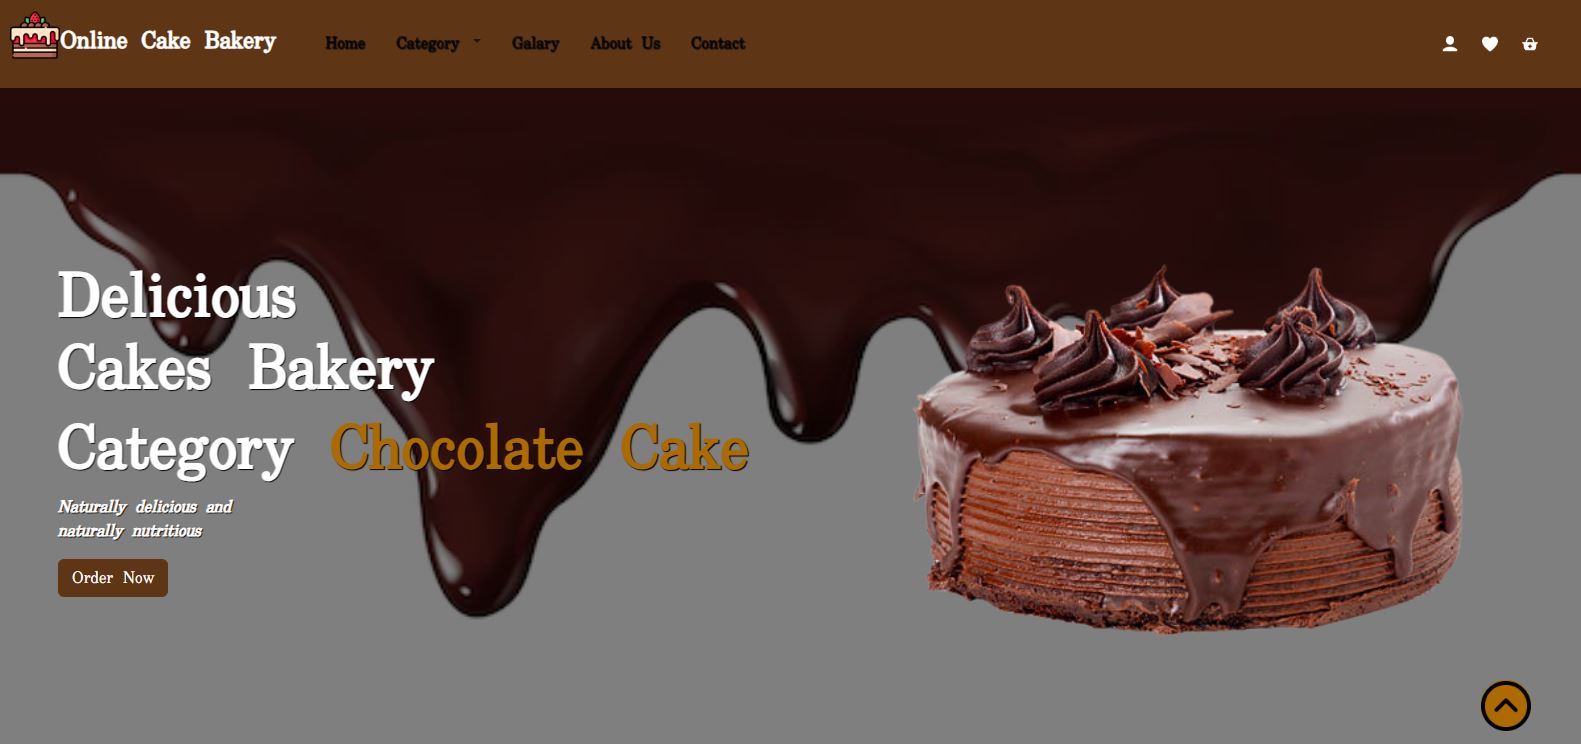 Online Cake Bakery
Home Category Galary About Us Contact
Delicious
Cakes Bakery
Category Chocolate Cake
Naturally delicious and
naturally nutritious
Order Now